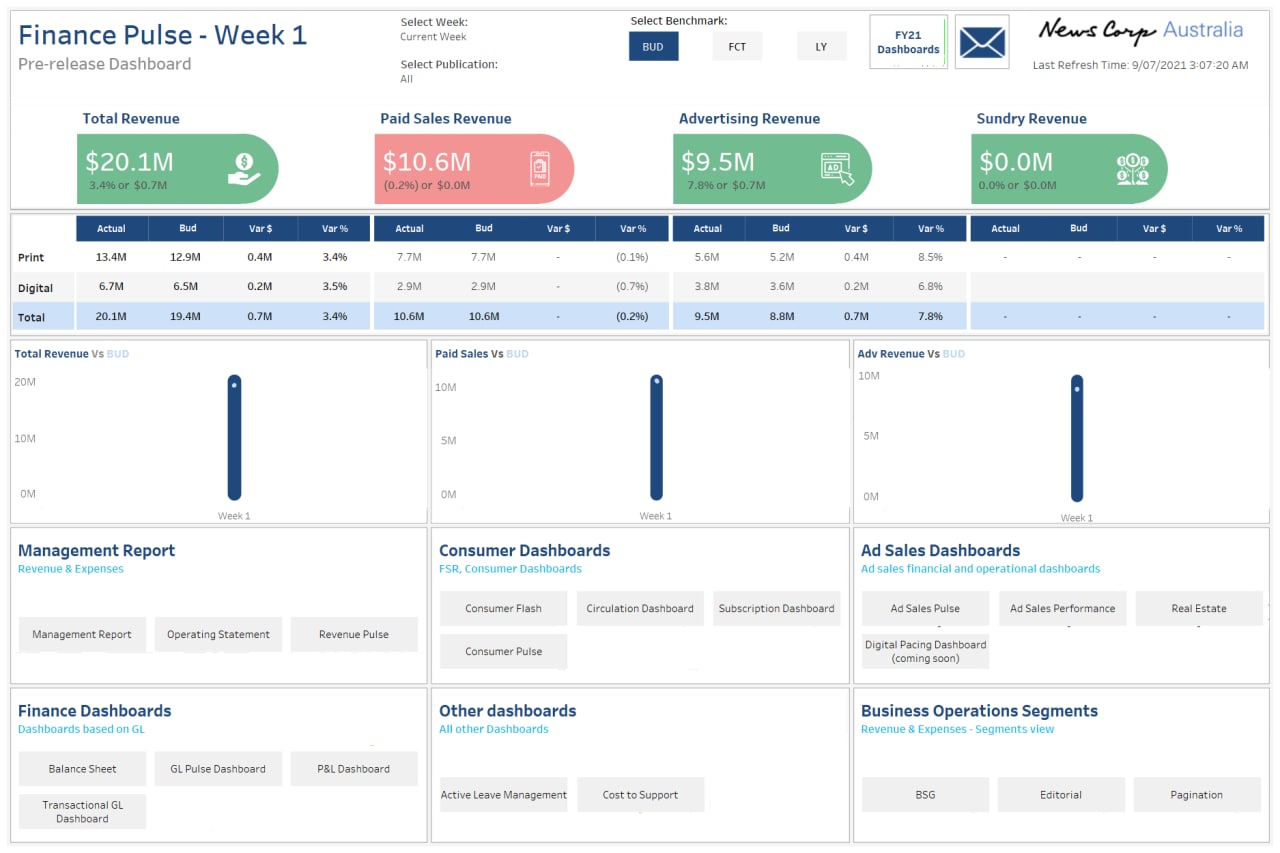 Finance Pulse - Week 1
Pre-release Dashboard
Select Week:
Current Week
Select Publication:
All
Select Benchmark:
BUD FCT LY
FY21
Dashboards
News Corp Australia
Last Refresh Time: 9/07/2021 3:07:20 AM
Total Revenue
$20.1M
3.4% or $0.7M
Paid Sales Revenue
$10.6M
(0.2%) or $0.0M
PNB
Advertising Revenue
$9.5M
7.8% or $0.7M
AD
Sundry Revenue
$0.0M
0.0% or $0.0M
Actual Bud Var $ Var % Actual Bud Var $ Var % Actual Bud Var $ Var % Actual Bud Var $ Var %
Print 13.4M 12.9M 0.4M 3.4% 7.7M 7.7M - (0.1%) 5.6M 5.2M 0.4M 8.5% - - - -
Digital 6.7M 6.5M 0.2M 3.5% 2.9M 2.9M - (0.7%) 3.8M 3.6M 0.2M 6.8%
Total 20.1M 19.4M 0.7M 3.4% 10.6M 10.6M - (0.2%) 9.5M 8.8M 0.7M 7.8% - - - -
Total Revenue Vs BUD
20M
10M
0M
Week 1
Paid Sales Vs BUD
10M
5M
0M
Week 1
Adv Revenue Vs BUD
10M
5M
0M
Week 1
Management Report
Revenue & Expenses
Management Report Operating Statement Revenue Pulse
Consumer Dashboards
FSR, Consumer Dashboards
Consumer Flash Circulation Dashboard Subscription Dashboard
Consumer Pulse
Ad Sales Dashboards
Ad sales financial and operational dashboards
Ad Sales Pulse Ad Sales Performance Real Estate
Digital Pacing Dashboard
(coming soon)
Finance Dashboards
Dashboards based on GL
Balance Sheet GL Pulse Dashboard P&L Dashboard
Transactional GL
Dashboard
Other dashboards
All other Dashboards
Active Leave Management Cost to Support
Business Operations Segments
Revenue & Expenses - Segments view
BSG Editorial Pagination